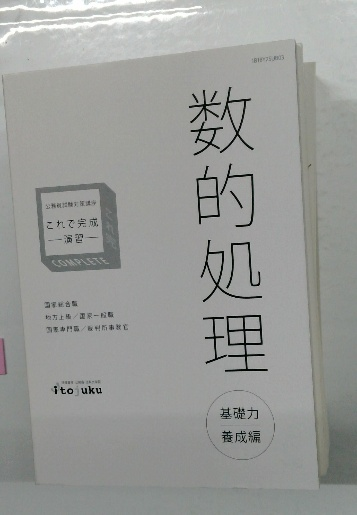 数的処理
公務員試験対策講座
これで完成
演習
COMPLETE
国家総合職
地方上級／国家一般職
国家専門職／裁判所事務官
itojuku
基礎力
養成編